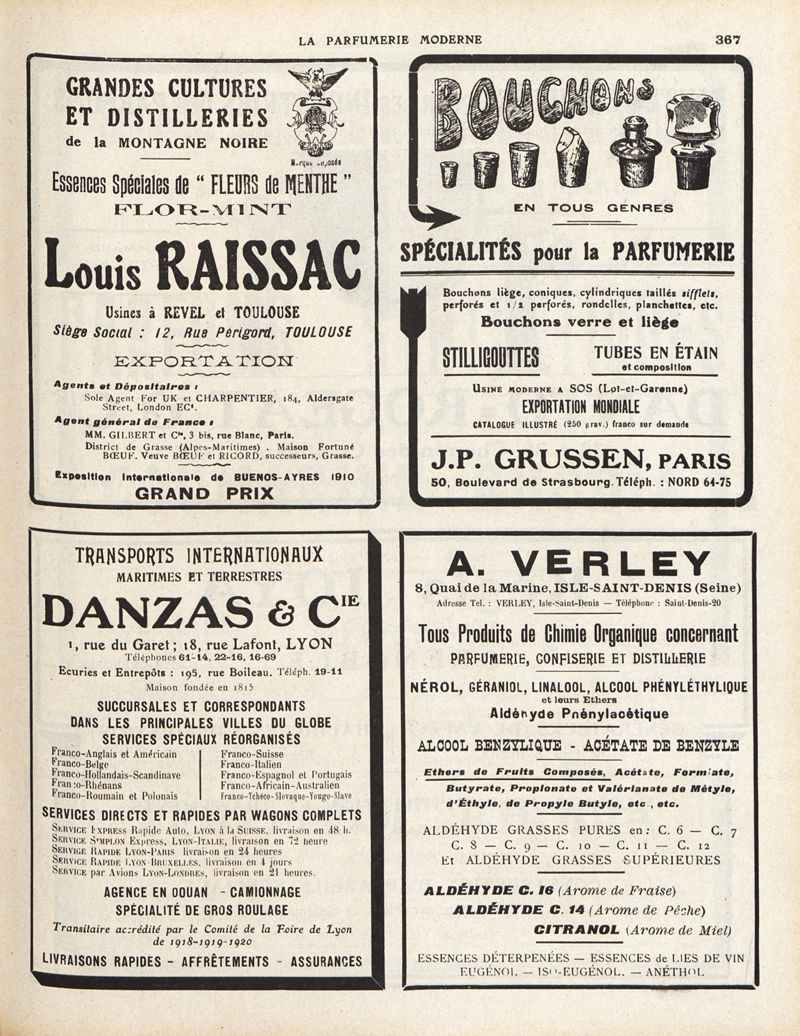 LA PARFUMERIE MODERNE
367
GRANDES CULTURES
ET DISTILLERIES
de la MONTAGNE NOIRE
Essences Spéciales de “ FLEURS de MENTHE ”
FLOR-MINT
Louis RAISSAC
Usines à REVEL et TOULOUSE
Siège Social : 12, Rue Périgord, TOULOUSE
EXPORTATION
Agents et Dépositaires :
Sole Agent For UK et CHARPENTIER, 184, Aldersgate
Street, London EC¹.
Agent général de France :
MM. GILBERT et Cⁱᵉ, 3 bis, rue Blanc, Paris.
District de Grasse (Alpes-Maritimes) . Maison Fortuné
BŒUF. Veuve BŒUF et RICORD, successeurs, Grasse.
Exposition Internationale de BUENOS-AYRES 1910
GRAND PRIX
BOUCHONS
EN TOUS GENRES
SPÉCIALITÉS pour la PARFUMERIE
Bouchons liège, coniques, cylindriques taillés sifflets,
perforés et 1/2 perforés, rondelles, planchettes, etc.
Bouchons verre et liège
STILLIGOUTTES
TUBES EN ÉTAIN
et composition
USINE MODERNE A SOS (Lot-et-Garonne)
EXPORTATION MONDIALE
CATALOGUE ILLUSTRÉ (250 grav.) franco sur demande
J.P. GRUSSEN, PARIS
50, Boulevard de Strasbourg. Téléph. : NORD 64-75
TRANSPORTS INTERNATIONAUX
MARITIMES ET TERRESTRES
DANZAS & CIE
1, rue du Garet ; 18, rue Lafont, LYON
Téléphones 61-14, 22-16, 16-69
Ecuries et Entrepôts : 195, rue Boileau. Téléph. 19-11
Maison fondée en 1815
SUCCURSALES ET CORRESPONDANTS
DANS LES PRINCIPALES VILLES DU GLOBE
SERVICES SPÉCIAUX RÉORGANISÉS
Franco-Anglais et Américain
Franco-Belge
Franco-Hollandais-Scandinave
Franco-Rhénans
Franco-Roumain et Polonais
Franco-Suisse
Franco-Italien
Franco-Espagnol et Portugais
Franco-Africain-Australien
Franco-Tchéco-Slovaque-Yougo-Slave
SERVICES DIRECTS ET RAPIDES PAR WAGONS COMPLETS
SERVICE EXPRESS Rapide Auto, LYON à la SUISSE, livraison en 48 h.
SERVICE SIMPLON Express, LYON-ITALIE, livraison en 72 heure
SERVICE RAPIDE LYON-PARIS livraison en 24 heures
SERVICE RAPIDE LYON-BRUXELLES, livraison en 4 jours
SERVICE par Avions LYON-LONDRES, livraison en 24 heures.
AGENCE EN DOUAN - CAMIONNAGE
SPÉCIALITÉ DE GROS ROULAGE
Transitaire accrédité par le Comité de la Foire de Lyon
de 1918-1919-1920
LIVRAISONS RAPIDES - AFFRÊTEMENTS - ASSURANCES
A. VERLEY
8, Quai de la Marine, ISLE-SAINT-DENIS (Seine)
Adresse Tel. : VERLEY, Isle-Saint-Denis — Téléphone : Saint-Denis-20
Tous Produits de Chimie Organique concernant
PARFUMERIE, CONFISERIE ET DISTILLERIE
NÉROL, GÉRANIOL, LINALOOL, ALCOOL PHÉNYLÉTHYLIQUE
et leurs Ethers
Aldéhyde Phénylacétique
ALCOOL BENZYLIQUE - ACÉTATE DE BENZYLE
Ethers de Fruits Composés, Acétate, Formiate,
Butyrate, Propionate et Valérianate de Métyle,
d'Éthyle, de Propyle Butyle, etc., etc.
ALDÉHYDE GRASSES PURES en : C. 6 — C. 7
C. 8 — C. 9 — C. 10 — C. 11 — C. 12
Et ALDÉHYDE GRASSES SUPÉRIEURES
ALDÉHYDE C. 16 (Arome de Fraise)
ALDÉHYDE C. 14 (Arome de Pêche)
CITRANOL (Arome de Miel)
ESSENCES DÉTERPENÉES — ESSENCES de LIES DE VIN
EUGÉNOL — ISO-EUGÉNOL. — ANÉTHOL